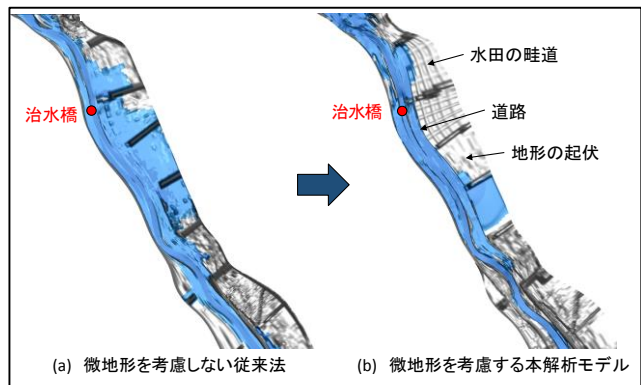 治水橋
治水橋
水田の畦道
道路
地形の起伏
(a) 微地形を考慮しない従来法
(b) 微地形を考慮する本解析モデル